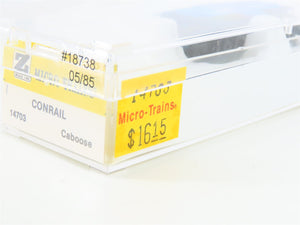 Z
#18738
05/85
CONRAIL
14703
Caboose
14703
Micro-Trains®
$16.15